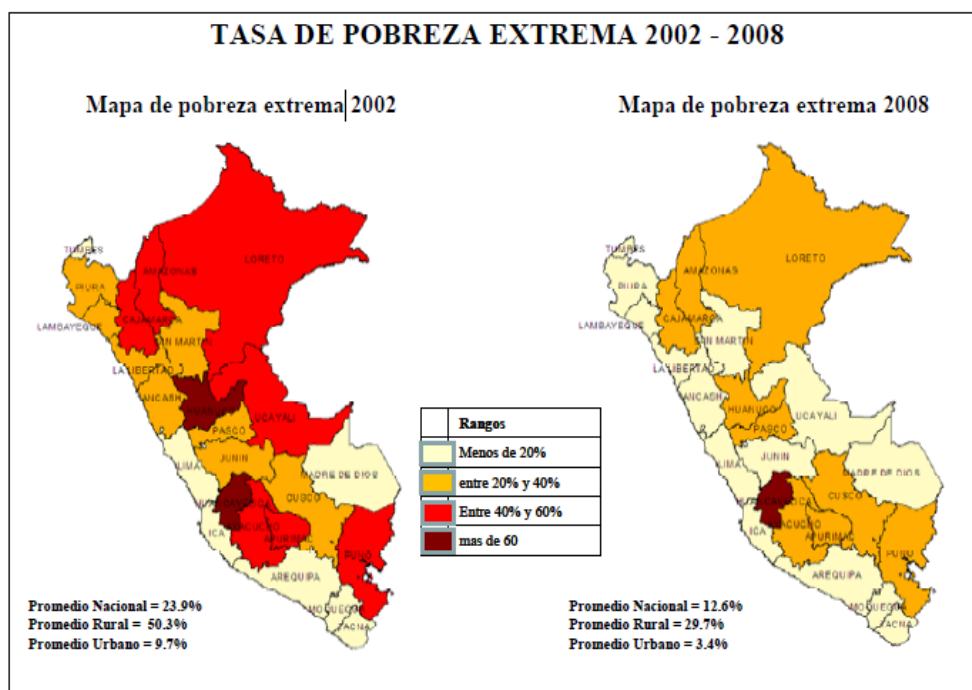 TASA DE POBREZA EXTREMA 2002 - 2008
Mapa de pobreza extrema 2002
Mapa de pobreza extrema 2008
TUMBES
PIURA
LAMBAYEQUE
AMAZONAS
LORETO
CAJAMARCA
SAN MARTIN
LA LIBERTAD
ANCASH
HUANUCO
UCAYALI
PASCO
JUNIN
LIMA
MADRE DE DIOS
HUANCAVELICA
CUSCO
AYACUCHO
APURIMAC
ICA
PUNO
AREQUIPA
MOQUEGUA
TACNA
Rangos
Menos de 20%
entre 20% y 40%
Entre 40% y 60%
mas de 60
TUMBES
PIURA
LAMBAYEQUE
AMAZONAS
LORETO
CAJAMARCA
SAN MARTIN
LA LIBERTAD
ANCASH
HUANUCO
UCAYALI
PASCO
JUNIN
LIMA
MADRE DE DIOS
HUANCAVELICA
CUSCO
AYACUCHO
APURIMAC
ICA
PUNO
AREQUIPA
MOQUEGUA
TACNA
Promedio Nacional = 23.9%
Promedio Rural = 50.3%
Promedio Urbano = 9.7%
Promedio Nacional = 12.6%
Promedio Rural = 29.7%
Promedio Urbano = 3.4%